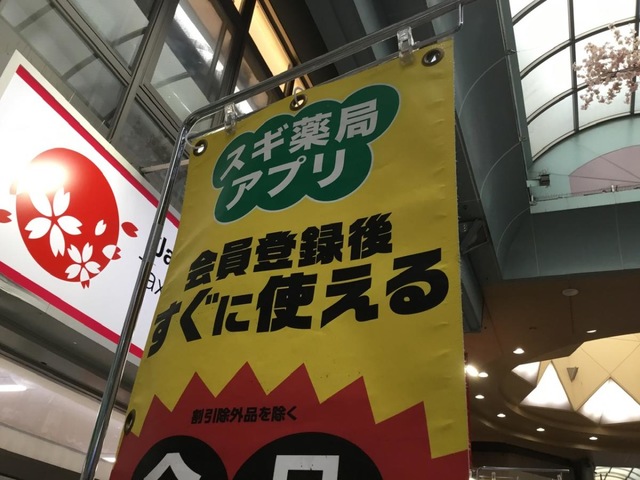 スギ薬局
アプリ
会員登録後
すぐに使える
割引除外品を除く